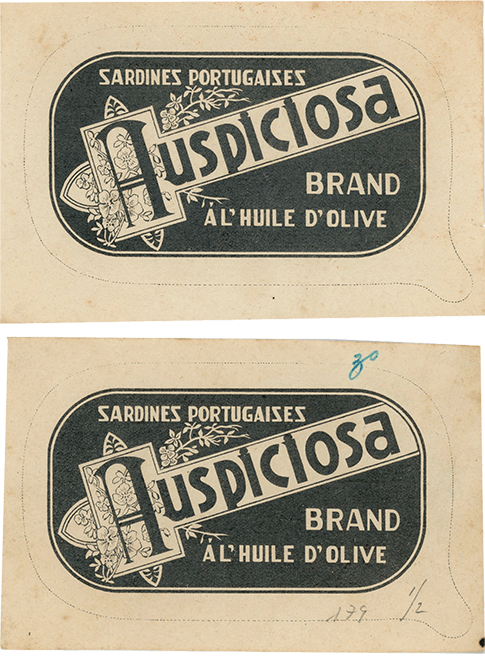 SARDINES PORTUGAISES
AUSPICIOSA
BRAND
À L'HUILE D'OLIVE
30
SARDINES PORTUGAISES
AUSPICIOSA
BRAND
À L'HUILE D'OLIVE
179 1/2